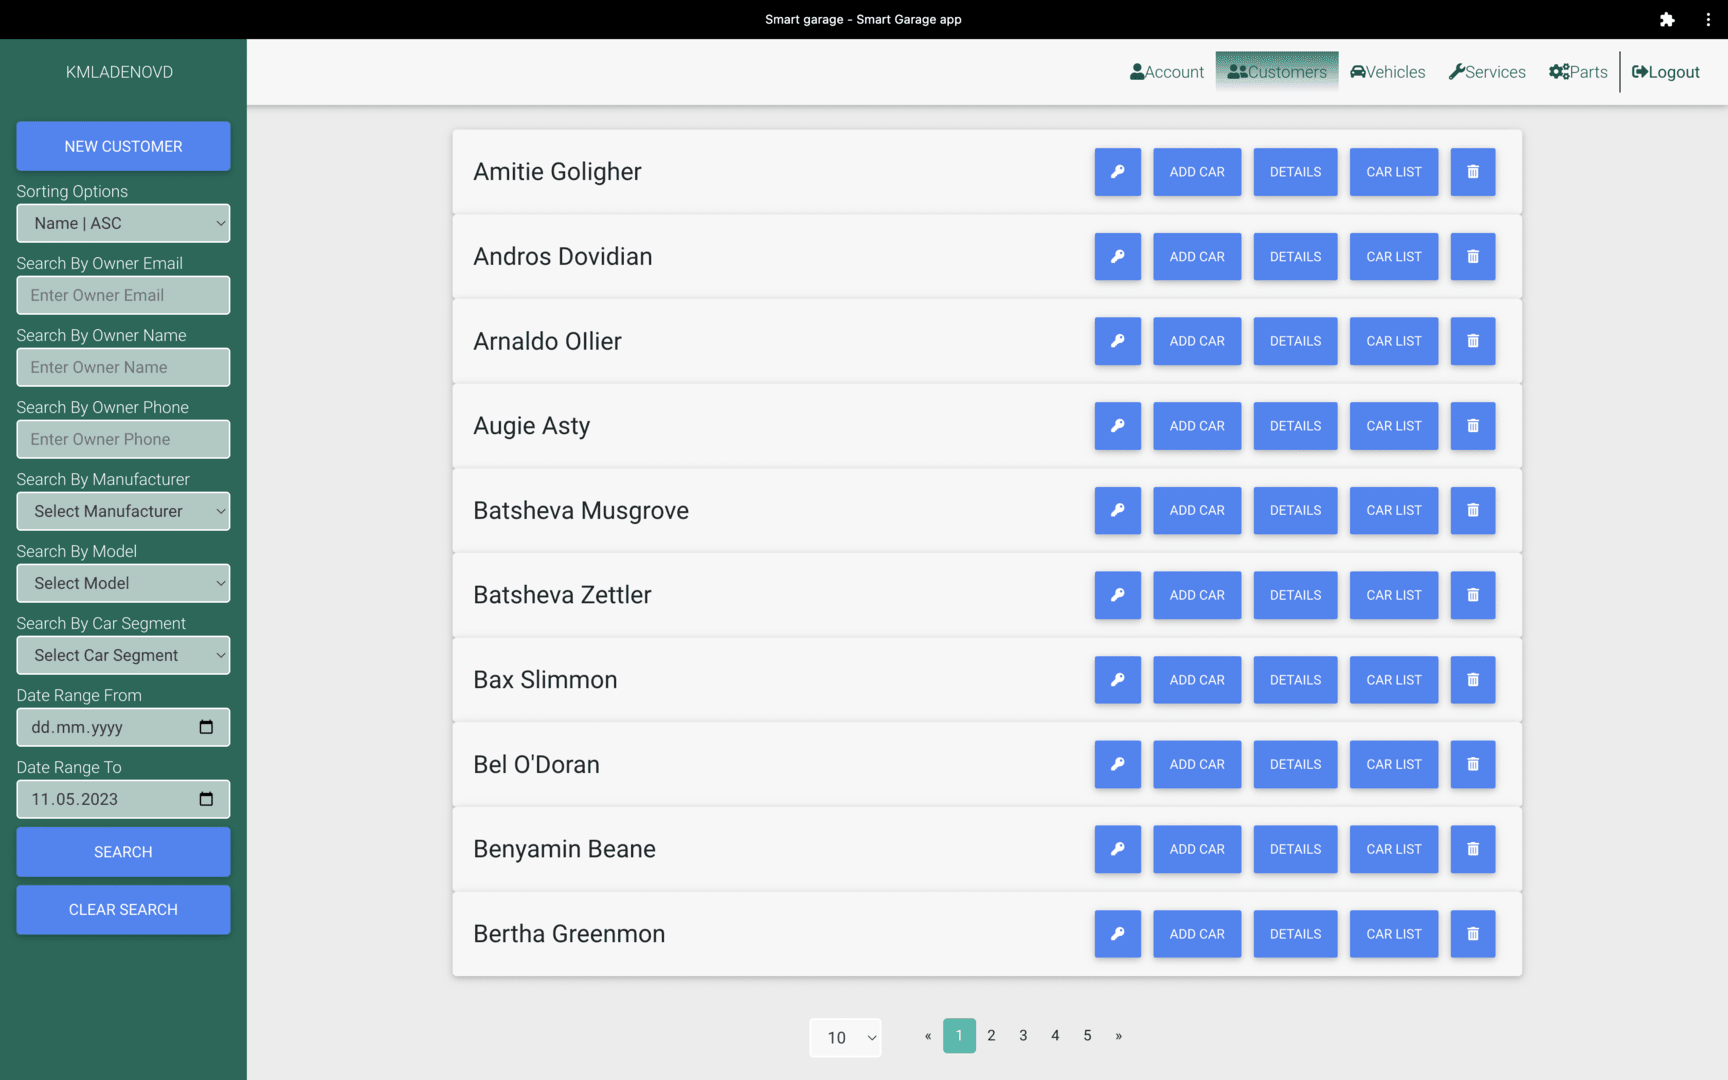 Smart garage - Smart Garage app
KMLADENOVD
Account
Customers
Vehicles
Services
Parts
Logout
NEW CUSTOMER
Sorting Options
Name | ASC
Search By Owner Email
Enter Owner Email
Search By Owner Name
Enter Owner Name
Search By Owner Phone
Enter Owner Phone
Search By Manufacturer
Select Manufacturer
Search By Model
Select Model
Search By Car Segment
Select Car Segment
Date Range From
dd.mm.yyyy
Date Range To
11.05.2023
SEARCH
CLEAR SEARCH
Amitie Goligher ADD CAR DETAILS CAR LIST
Andros Dovidian ADD CAR DETAILS CAR LIST
Arnaldo Ollier ADD CAR DETAILS CAR LIST
Augie Asty ADD CAR DETAILS CAR LIST
Batsheva Musgrove ADD CAR DETAILS CAR LIST
Batsheva Zettler ADD CAR DETAILS CAR LIST
Bax Slimmon ADD CAR DETAILS CAR LIST
Bel O'Doran ADD CAR DETAILS CAR LIST
Benyamin Beane ADD CAR DETAILS CAR LIST
Bertha Greenmon ADD CAR DETAILS CAR LIST
10 « 1 2 3 4 5 »